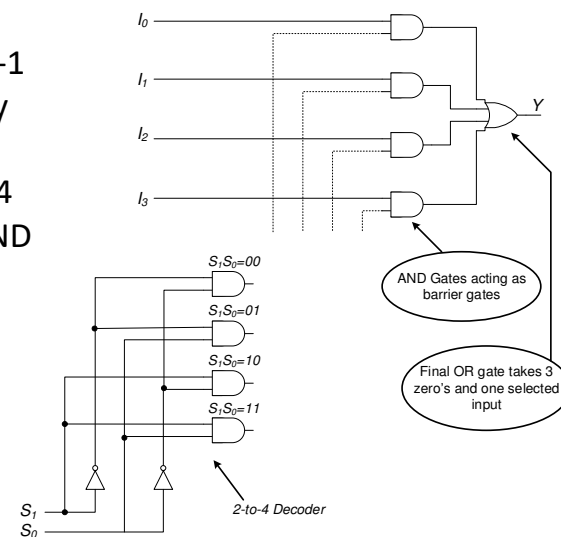 -1
4
ND
I0
I1
I2
I3
Y
AND Gates acting as
barrier gates
Final OR gate takes 3
zero's and one selected
input
S1S0=00
S1S0=01
S1S0=10
S1S0=11
2-to-4 Decoder
S1
S0